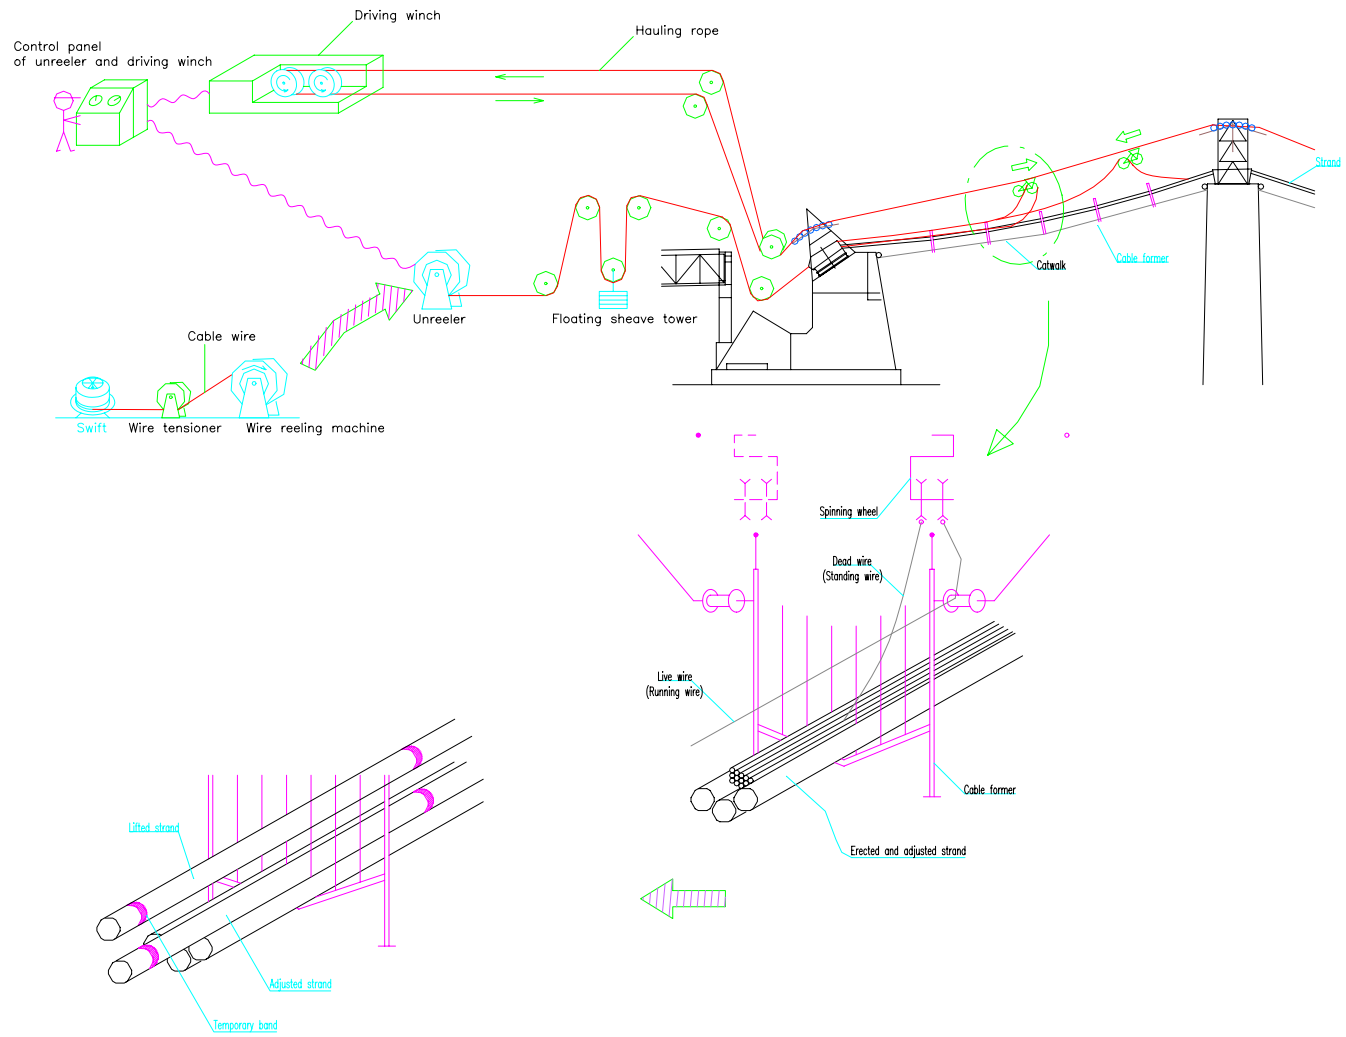 Driving winch
Hauling rope
Control panel
of unreeler and driving winch
Strand
Cable former
Catwalk
Unreeler
Floating sheave tower
Cable wire
Swift
Wire tensioner
Wire reeling machine
Spinning wheel
Dead wire
(Standing wire)
Live wire
(Running wire)
Cable former
Erected and adjusted strand
Lifted strand
Adjusted strand
Temporary band